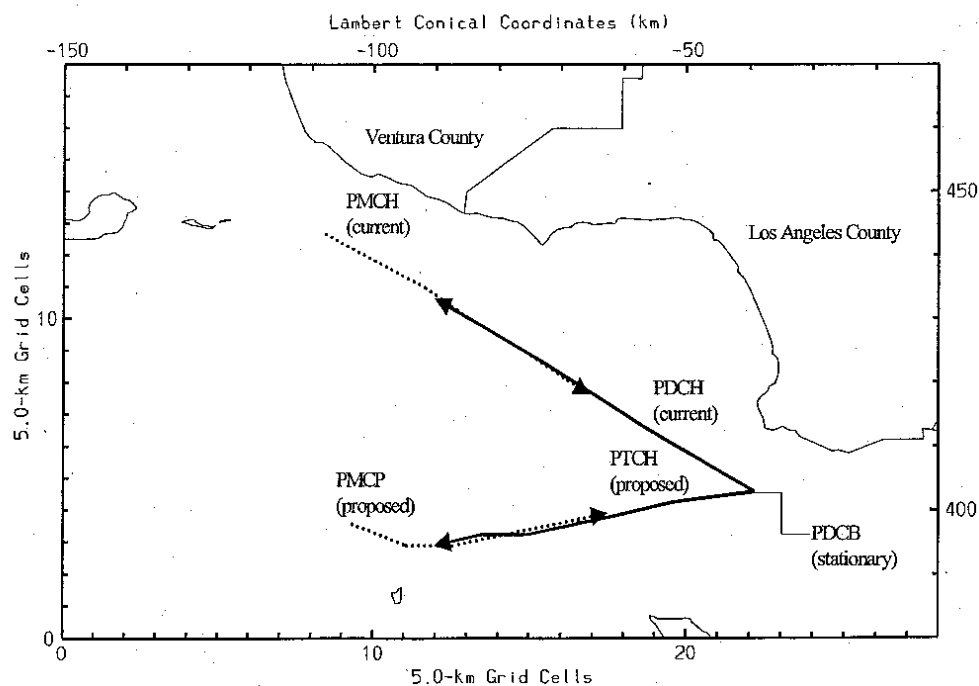 Lambert Conical Coordinates (km)
-150
-100
-50
Ventura County
450
PMCH
(current)
Los Angeles County
10
5.0-km Grid Cells
PDCH
(current)
PTCH
(proposed)
PMCP
(proposed)
400
PDCB
(stationary)
0
0
10
20
5.0-km Grid Cells